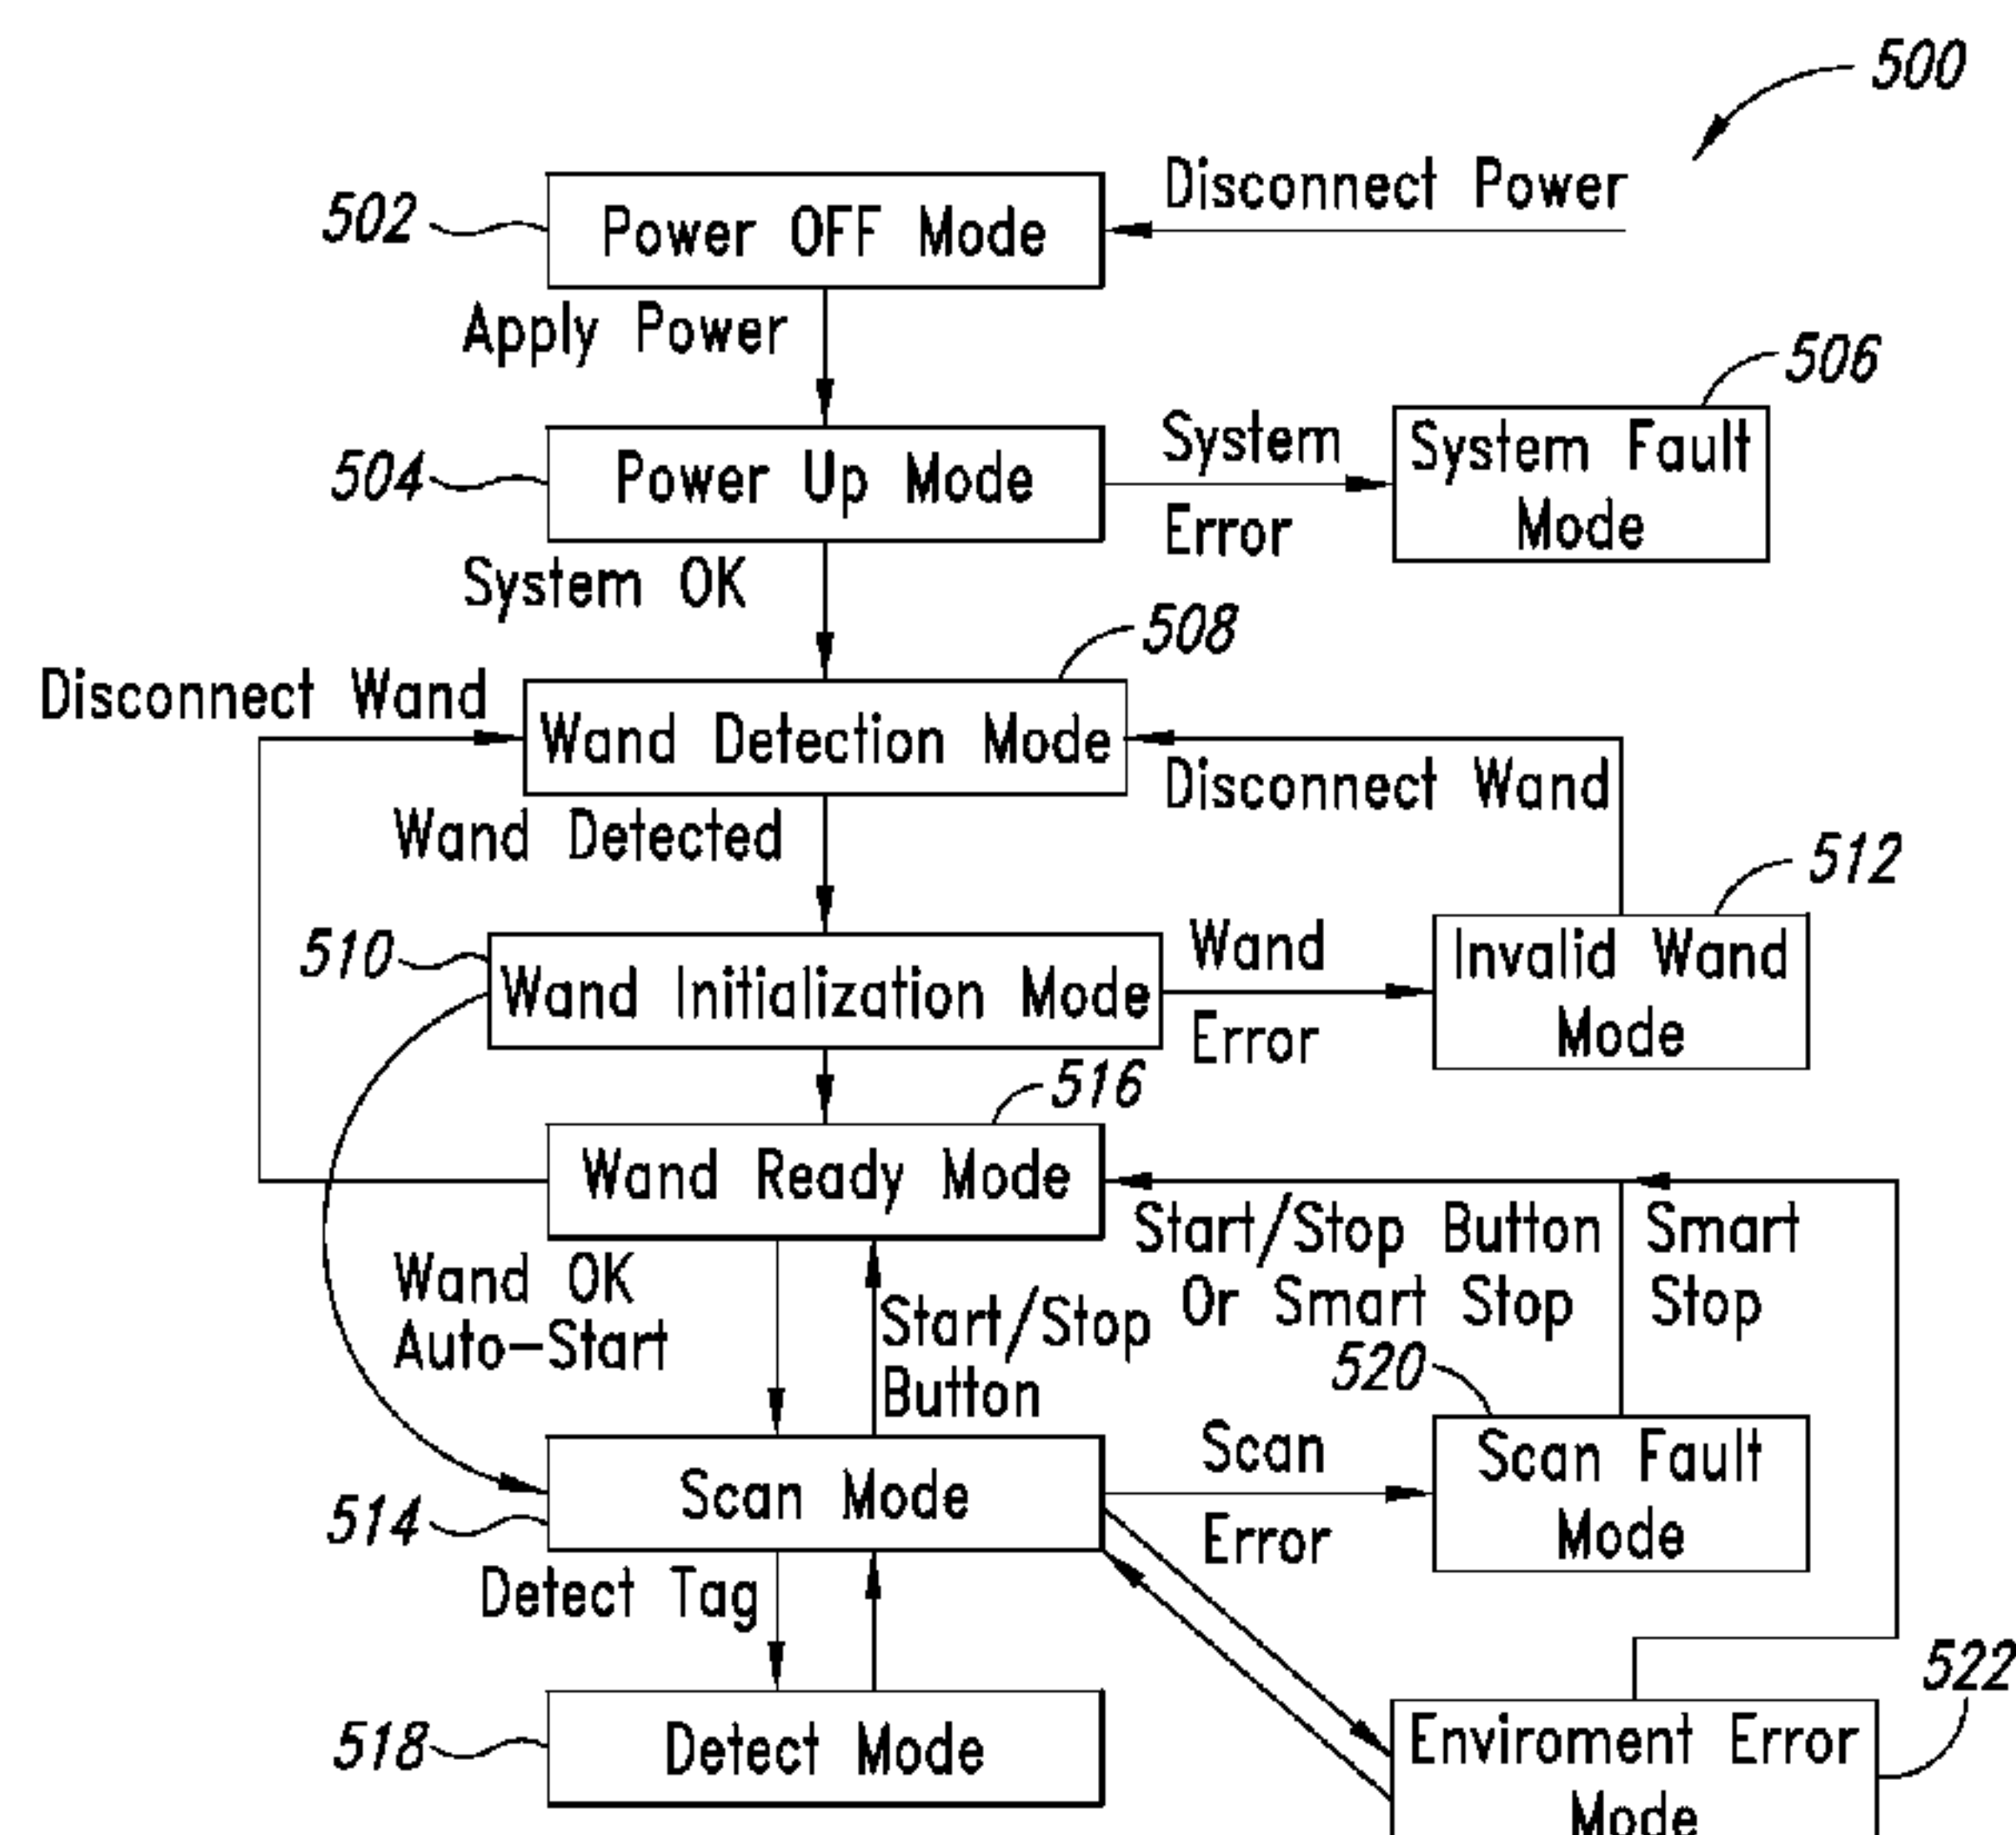 500
Disconnect Power
502
Power OFF Mode
Apply Power
506
504
Power Up Mode
System
Error
System Fault
Mode
System OK
508
Disconnect Wand
Wand Detection Mode
Disconnect Wand
Wand Detected
512
510
Wand Initialization Mode
Wand
Error
Invalid Wand
Mode
516
Wand Ready Mode
Start/Stop Button
Or Smart Stop
Smart
Stop
Wand OK
Auto-Start
Start/Stop
Button
520
514
Scan Mode
Scan
Error
Scan Fault
Mode
Detect Tag
522
518
Detect Mode
Enviroment Error
Mode